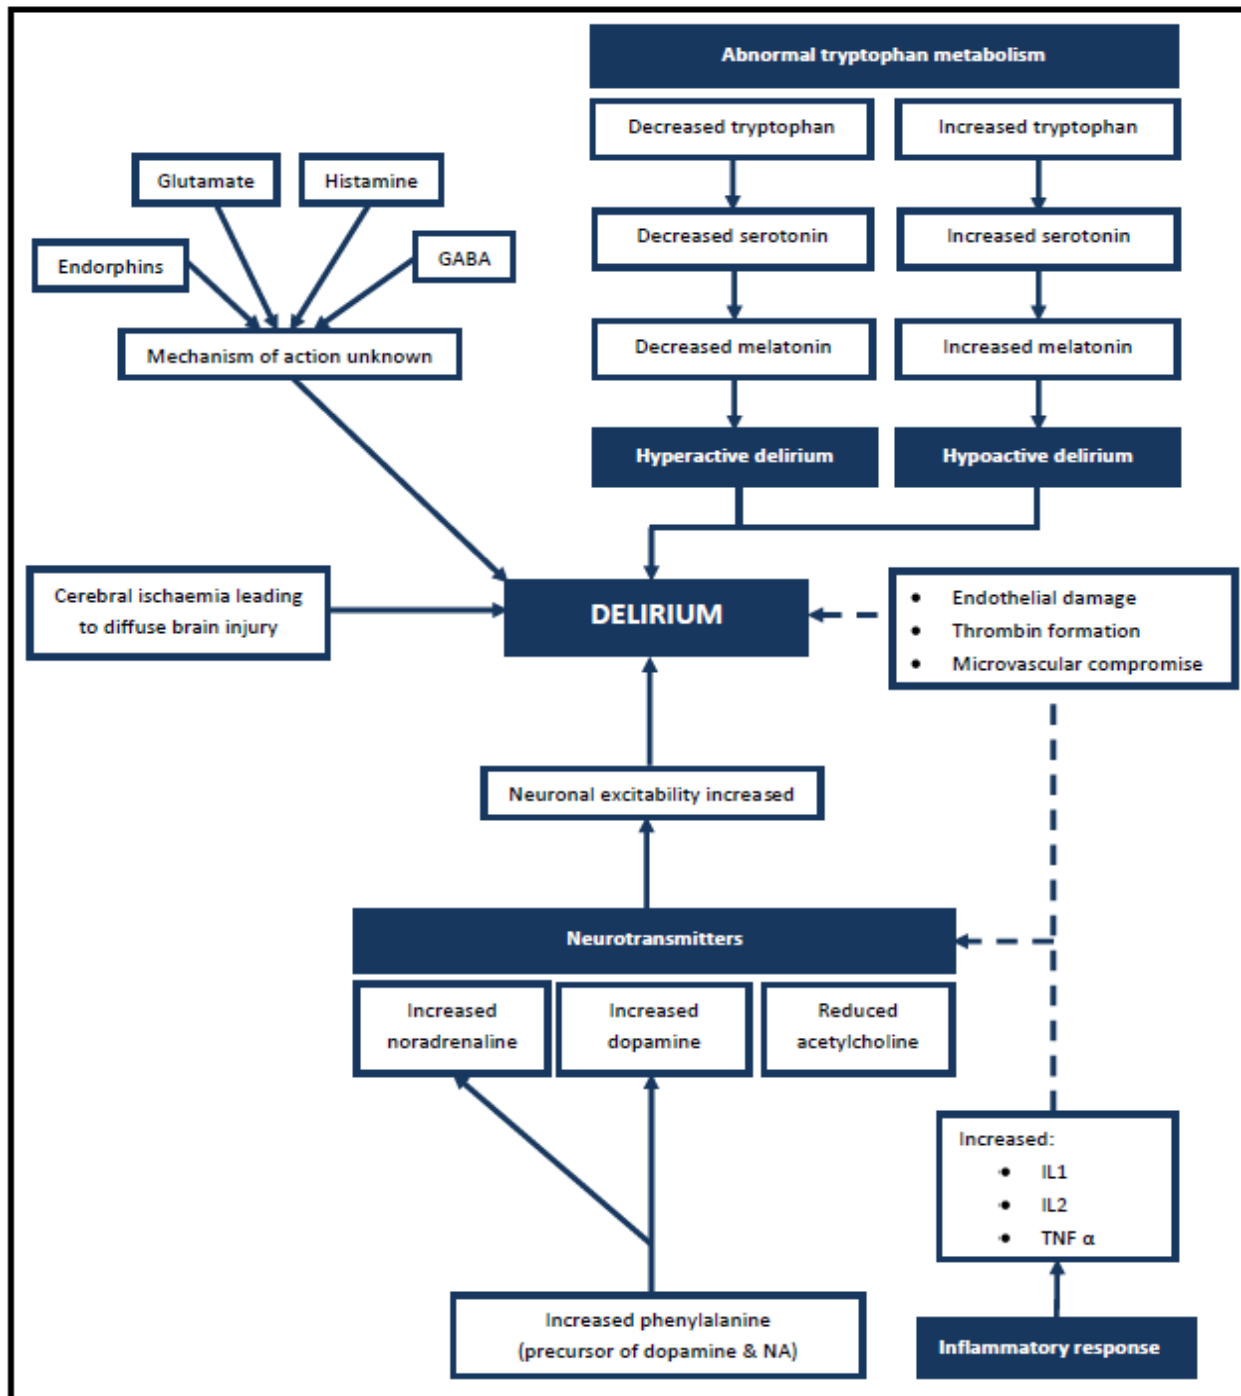 Abnormal tryptophan metabolism
Decreased tryptophan
Increased tryptophan
Glutamate
Histamine
Decreased serotonin
Increased serotonin
Endorphins
GABA
Mechanism of action unknown
Decreased melatonin
Increased melatonin
Hyperactive delirium
Hypoactive delirium
Cerebral ischaemia leading
to diffuse brain injury
DELIRIUM
• Endothelial damage
• Thrombin formation
• Microvascular compromise
Neuronal excitability increased
Neurotransmitters
Increased
noradrenaline
Increased
dopamine
Reduced
acetylcholine
Increased:
• IL1
• IL2
• TNF α
Increased phenylalanine
(precursor of dopamine & NA)
Inflammatory response